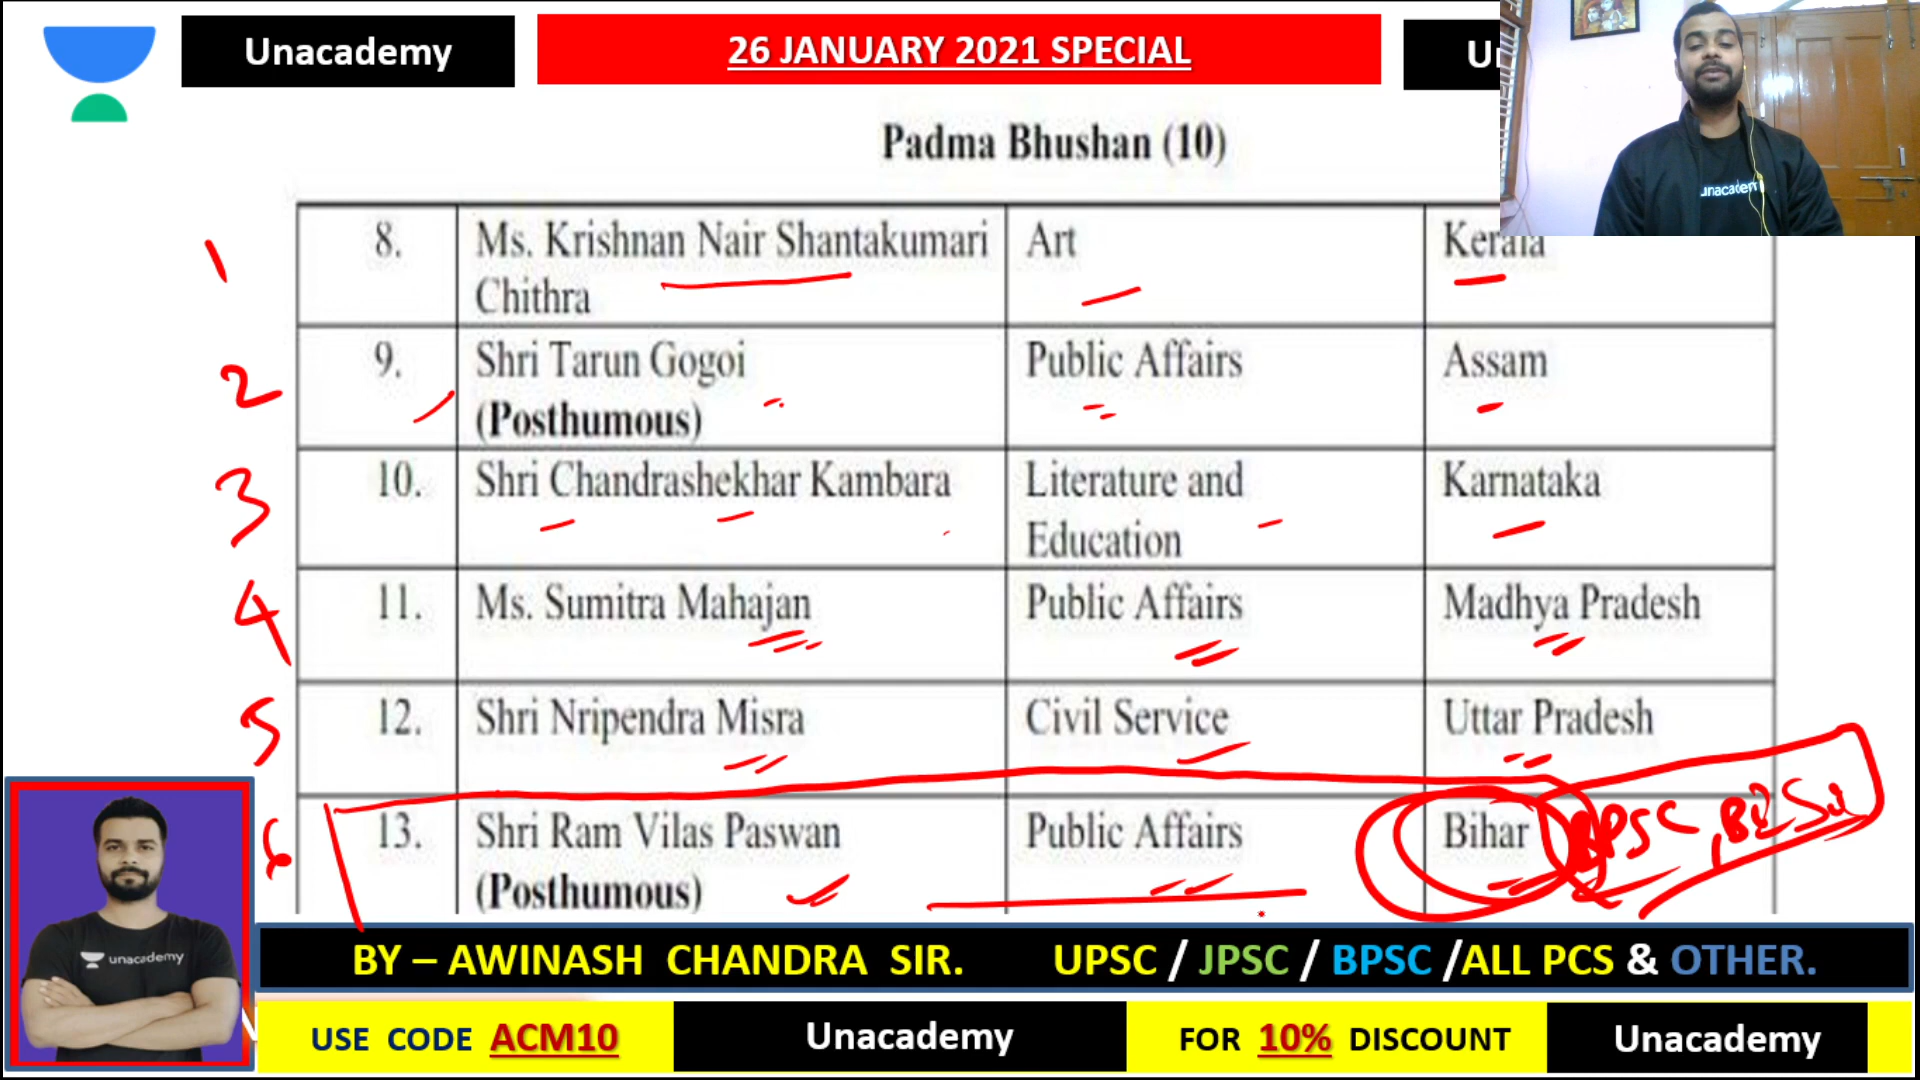 Unacademy
26 JANUARY 2021 SPECIAL
Padma Bhushan (10)
unacademy
1
8.
Ms. Krishnan Nair Shantakumari
Chithra
Art
Kerala
2
9.
Shri Tarun Gogoi
(Posthumous)
Public Affairs
Assam
3
10.
Shri Chandrashekhar Kambara
Literature and
Education
Karnataka
4
11.
Ms. Sumitra Mahajan
Public Affairs
Madhya Pradesh
5
12.
Shri Nripendra Misra
Civil Service
Uttar Pradesh
6
13.
Shri Ram Vilas Paswan
(Posthumous)
Public Affairs
Bihar
BPSC,
unacademy
BY – AWINASH CHANDRA SIR. UPSC / JPSC / BPSC /ALL PCS & OTHER.
USE CODE ACM10
Unacademy
FOR 10% DISCOUNT
Unacademy